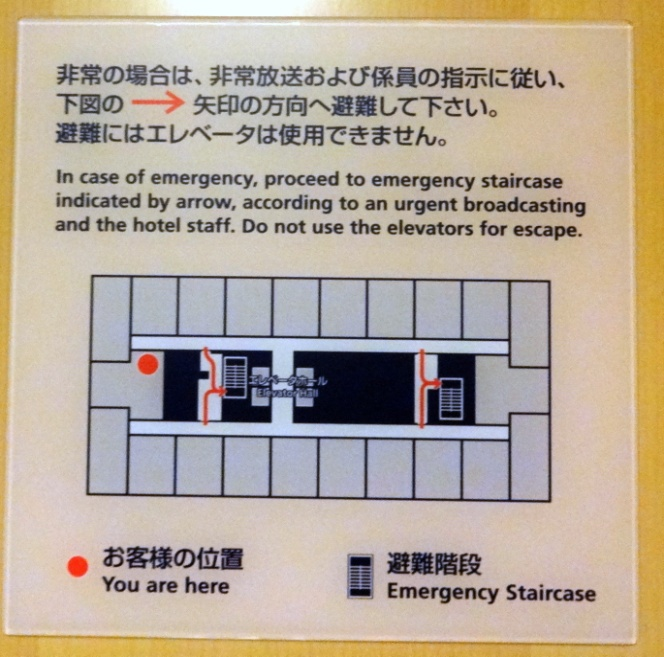 非常の場合は、非常放送および係員の指示に従い、
下図の → 矢印の方向へ避難して下さい。
避難にはエレベータは使用できません。
In case of emergency, proceed to emergency staircase
indicated by arrow, according to an urgent broadcasting
and the hotel staff. Do not use the elevators for escape.
エレベータホール
Elevator Hall
お客様の位置
You are here
避難階段
Emergency Staircase